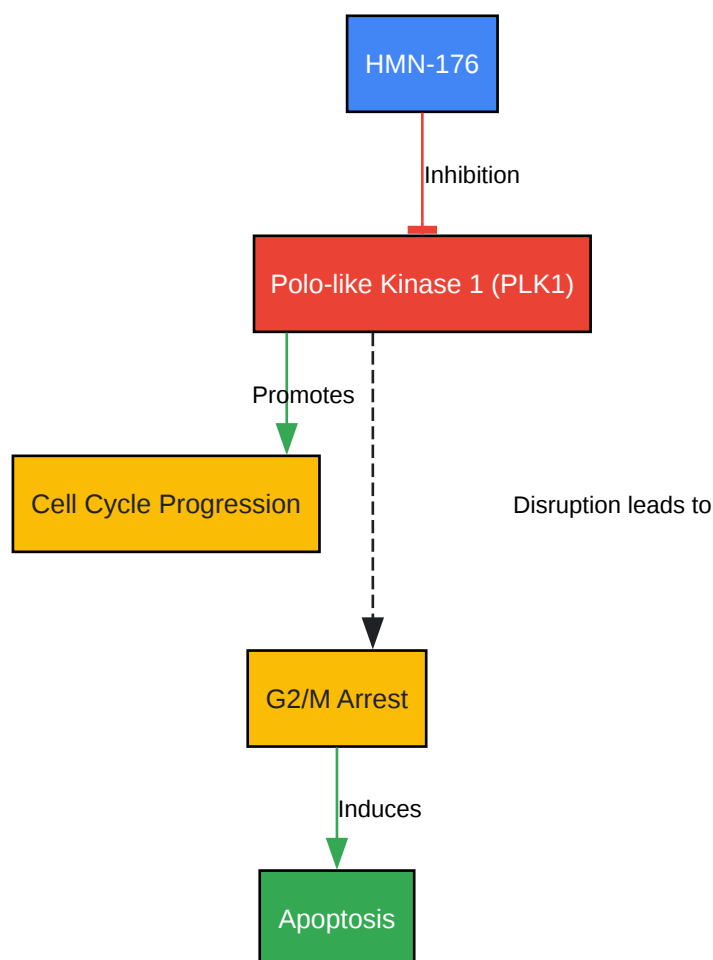 HMN-176
Inhibition
Polo-like Kinase 1 (PLK1)
Promotes
Cell Cycle Progression
Disruption leads to
G2/M Arrest
Induces
Apoptosis